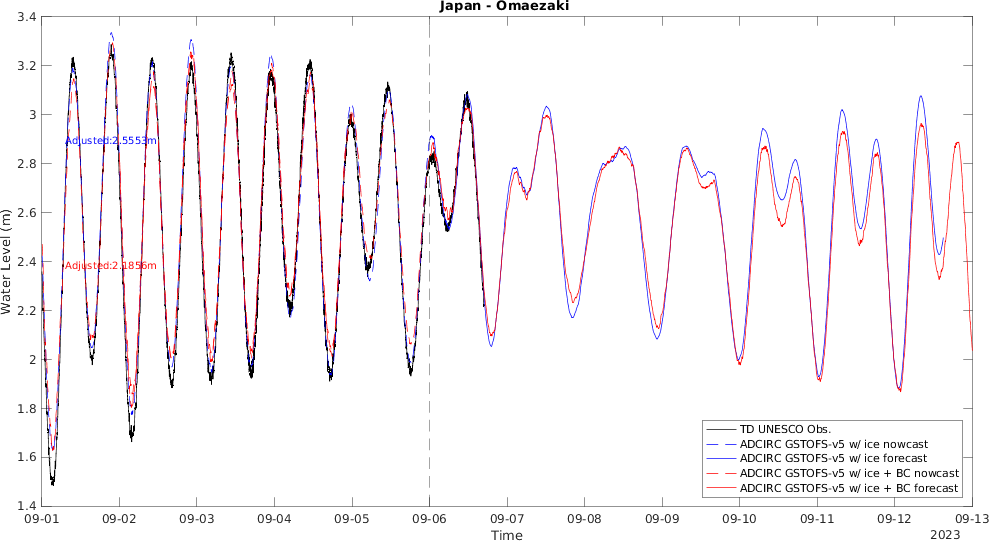 Japan - Omaezaki
3.4
3.2
3
2.8
2.6
2.4
2.2
2
1.8
1.6
1.4
Water Level (m)
Adjusted:2.5553m
Adjusted:2.1856m
TD UNESCO Obs.
ADCIRC GSTOFS-v5 w/ ice nowcast
ADCIRC GSTOFS-v5 w/ ice forecast
ADCIRC GSTOFS-v5 w/ ice + BC nowcast
ADCIRC GSTOFS-v5 w/ ice + BC forecast
09-01 09-02 09-03 09-04 09-05 09-06 09-07 09-08 09-09 09-10 09-11 09-12 09-13
Time
2023